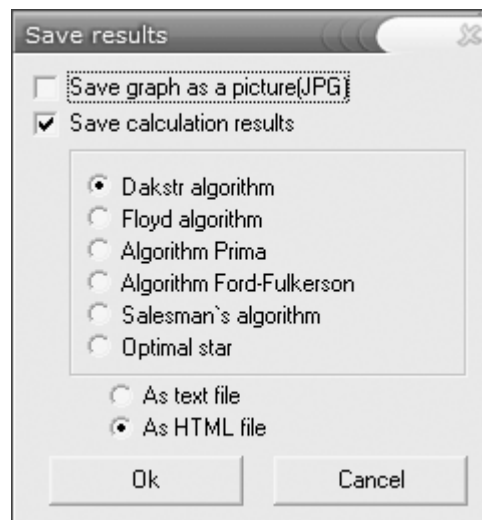 Save results
Save graph as a picture(JPG)
Save calculation results
Dakstr algorithm
Floyd algorithm
Algorithm Prima
Algorithm Ford-Fulkerson
Salesman`s algorithm
Optimal star
As text file
As HTML file
Ok
Cancel